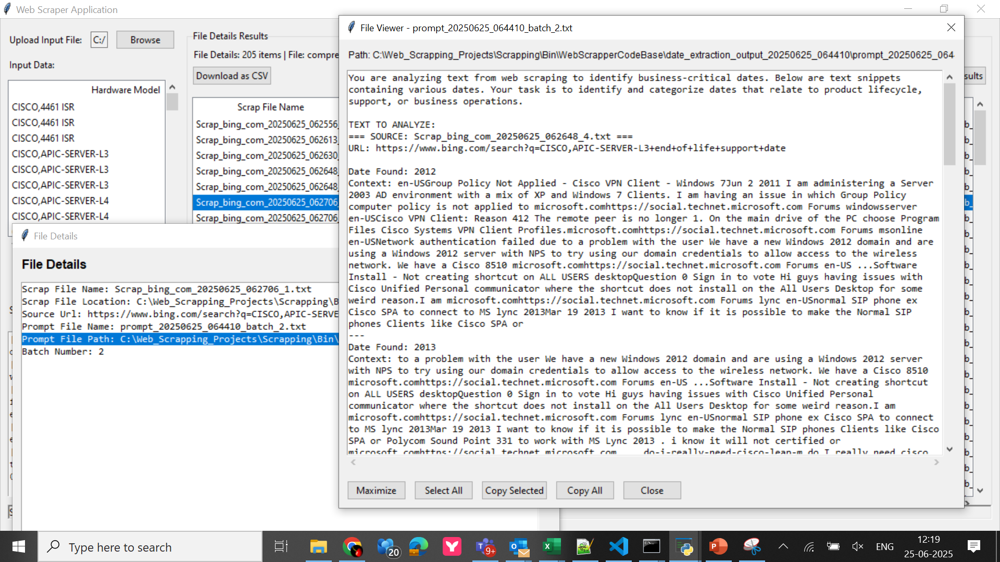 Web Scraper Application
Upload Input File:
C:/
Browse
Input Data:
Hardware Model
CISCO,4461 ISR
CISCO,4461 ISR
CISCO,4461 ISR
CISCO,APIC-SERVER-L3
CISCO,APIC-SERVER-L3
CISCO,APIC-SERVER-L3
CISCO,APIC-SERVER-L4
CISCO,APIC-SERVER-L4
File Details Results
File Details: 205 items | File: compre
Download as CSV
Scrap File Name
Scrap_bing_com_20250625_062556_
Scrap_bing_com_20250625_062613_
Scrap_bing_com_20250625_062630_
Scrap_bing_com_20250625_062648_
Scrap_bing_com_20250625_062648_
Scrap_bing_com_20250625_062706_
Scrap_bing_com_20250625_062706_
File Details
File Details
Scrap File Name: Scrap_bing_com_20250625_062706_1.txt
Scrap File Location: C:\Web_Scrapping_Projects\Scrapping\B
Source Url: https://www.bing.com/search?q=CISCO,APIC-SERVE
Prompt File Name: prompt_20250625_064410_batch_2.txt
Prompt File Path: C:\Web_Scrapping_Projects\Scrapping\Bin\
Batch Number: 2
File Viewer - prompt_20250625_064410_batch_2.txt
Path: C:\Web_Scrapping_Projects\Scrapping\Bin\WebScrapperCodeBase\date_extraction_output_20250625_064410\prompt_20250625_064
You are analyzing text from web scraping to identify business-critical dates. Below are text snippets
containing various dates. Your task is to identify and categorize dates that relate to product lifecycle,
support, or business operations.
TEXT TO ANALYZE:
=== SOURCE: Scrap_bing_com_20250625_062648_4.txt ===
URL: https://www.bing.com/search?q=CISCO,APIC-SERVER-L3+end+of+life+support+date
Date Found: 2012
Context: en-USGroup Policy Not Applied - Cisco VPN Client - Windows 7Jun 2 2011 I am administering a Server
2003 AD environment with a mix of XP and Windows 7 Clients. I am having an issue in which Group Policy
computer policy is not applied to microsoft.comhttps://social.technet.microsoft.com Forums windowsserver
en-USCisco VPN Client: Reason 412 The remote peer is no longer 1. On the main drive of the PC choose Program
Files Cisco Systems VPN Client Profiles.microsoft.comhttps://social.technet.microsoft.com Forums msonline
en-USNetwork authentication failed due to a problem with the user We have a new Windows 2012 domain and are
using a Windows 2012 server with NPS to try using our domain credentials to allow access to the wireless
network. We have a Cisco 8510 microsoft.comhttps://social.technet.microsoft.com Forums en-US ...Software
Install - Not creating shortcut on ALL USERS desktopQuestion 0 Sign in to vote Hi guys having issues with
Cisco Unified Personal communicator where the shortcut does not install on the All Users Desktop for some
weird reason.I am microsoft.comhttps://social.technet.microsoft.com Forums lync en-USnormal SIP phone ex
Cisco SPA to connect to MS lync 2013Mar 19 2013 I want to know if it is possible to make the Normal SIP
phones Clients like Cisco SPA or
---
Date Found: 2013
Context: to a problem with the user We have a new Windows 2012 domain and are using a Windows 2012 server
with NPS to try using our domain credentials to allow access to the wireless network. We have a Cisco 8510
microsoft.comhttps://social.technet.microsoft.com Forums en-US ...Software Install - Not creating shortcut
on ALL USERS desktopQuestion 0 Sign in to vote Hi guys having issues with Cisco Unified Personal
communicator where the shortcut does not install on the All Users Desktop for some weird reason.I am
microsoft.comhttps://social.technet.microsoft.com Forums lync en-USnormal SIP phone ex Cisco SPA to connect
to MS lync 2013Mar 19 2013 I want to know if it is possible to make the Normal SIP phones Clients like Cisco
SPA or Polycom Sound Point 331 to work with MS Lync 2013 . i know it will not certified or
microsoft.comhttps://social.technet.microsoft.com do-i-really-need-cisco-lean-m do I really need cisco
Maximize
Select All
Copy Selected
Copy All
Close
sults
Type here to search
20
9+
ENG
12:19
25-06-2025